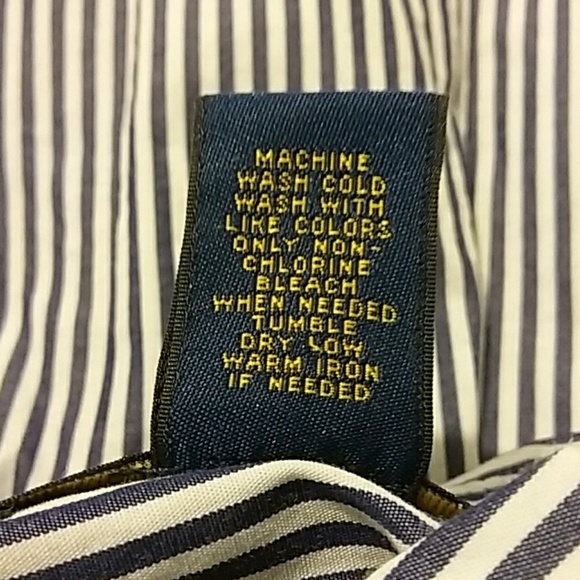 MACHINE
WASH COLD
WASH WITH
LIKE COLORS
ONLY NON-
CHLORINE
BLEACH
WHEN NEEDED
TUMBLE
DRY LOW
WARM IRON
IF NEEDED